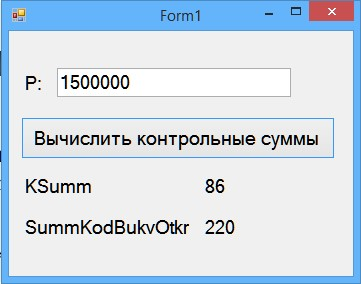 Form1
P: 1500000
Вычислить контрольные суммы
KSumm 86
SummKodBukvOtkr 220